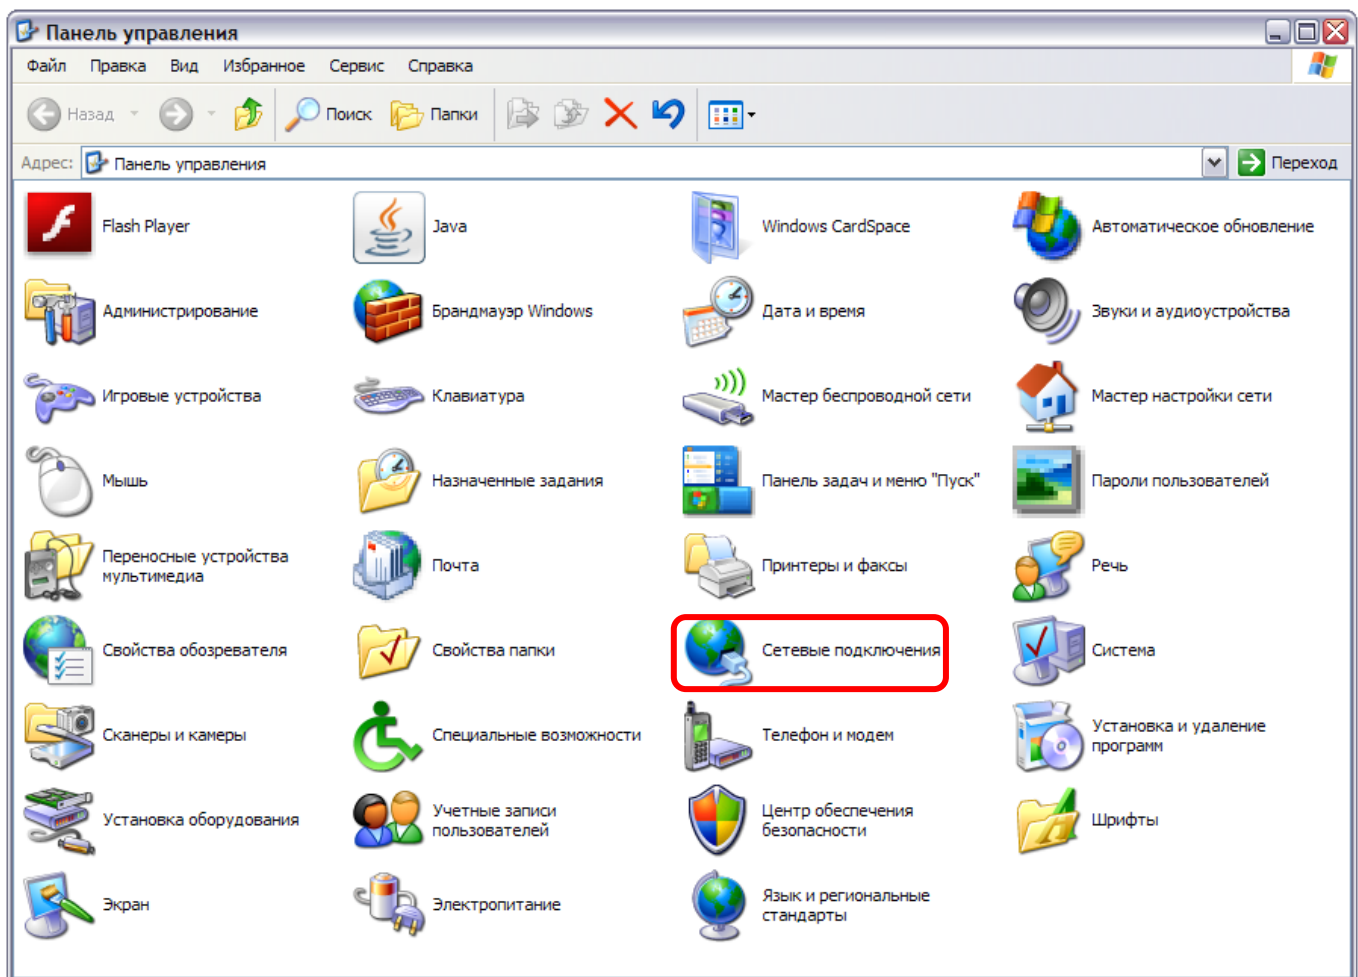 Панель управления
Файл Правка Вид Избранное Сервис Справка
Назад Поиск Папки
Адрес: Панель управления Переход
Flash Player Java Windows CardSpace Автоматическое обновление
Администрирование Брандмауэр Windows Дата и время Звуки и аудиоустройства
Игровые устройства Клавиатура Мастер беспроводной сети Мастер настройки сети
Мышь Назначенные задания Панель задач и меню "Пуск" Пароли пользователей
Переносные устройства
мультимедиа
Почта Принтеры и факсы Речь
Свойства обозревателя Свойства папки Сетевые подключения Система
Сканеры и камеры Специальные возможности Телефон и модем
Установка и удаление
программ
Установка оборудования
Учетные записи
пользователей
Центр обеспечения
безопасности
Шрифты
Экран Электропитание
Язык и региональные
стандарты